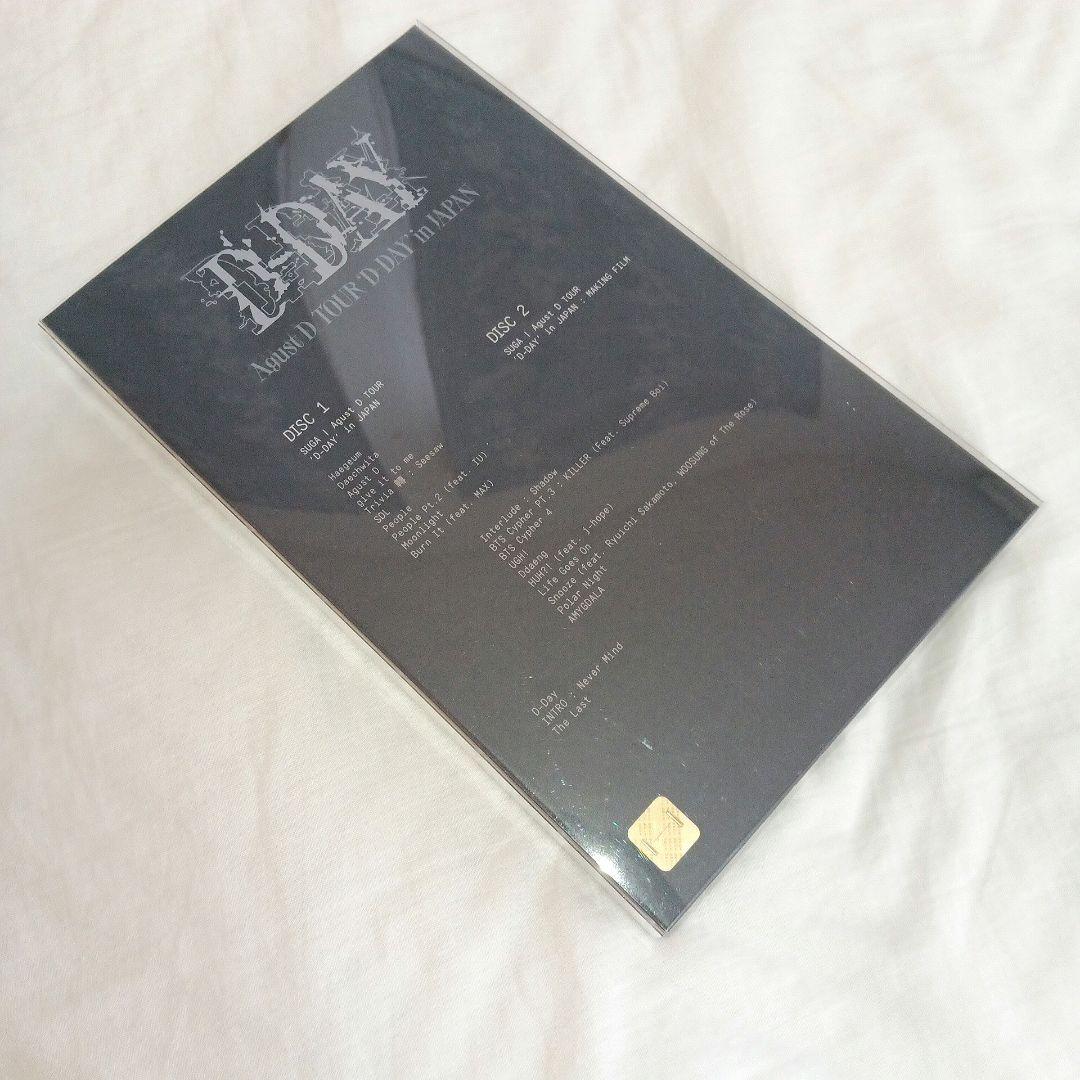 D-DAY
Agust D TOUR 'D-DAY' in JAPAN
DISC 1
SUGA | Agust D TOUR
'D-DAY' in JAPAN
Haegeum
Daechwita
Agust D
give it to me
Trivia 轉 : Seesaw
SDL
People
People Pt.2 (feat. IU)
Moonlight
Burn It (feat. MAX)
Interlude : Shadow
BTS Cypher PT.3 : KILLER (Feat. Supreme Boi)
BTS Cypher 4
UGH!
Ddaeng
HUH?! (feat. j-hope)
Life Goes On
Snooze (feat. Ryuichi Sakamoto, WOOSUNG of The Rose)
Polar Night
AMYGDALA
D-Day
INTRO : Never Mind
The Last
DISC 2
SUGA | Agust D TOUR
'D-DAY' in JAPAN : MAKING FILM